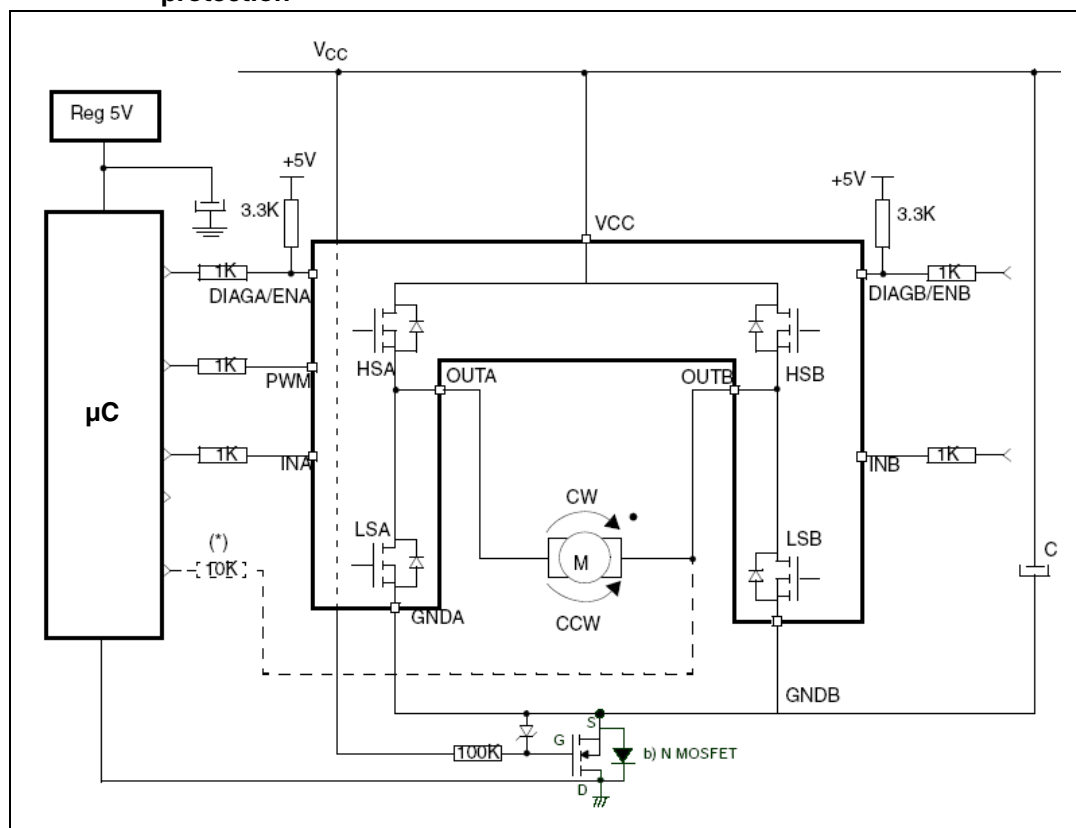 protection
VCC
Reg 5V
+5V
3.3K
+5V
3.3K
VCC
1K
DIAGA/ENA
DIAGB/ENB
1K
HSA
HSB
1K
PWM
OUTA
OUTB
µC
1K
INA
INB
1K
CW
LSA
LSB
M
C
(*)
10K
GNDA
CCW
GNDB
S
G
100K
b) N MOSFET
D